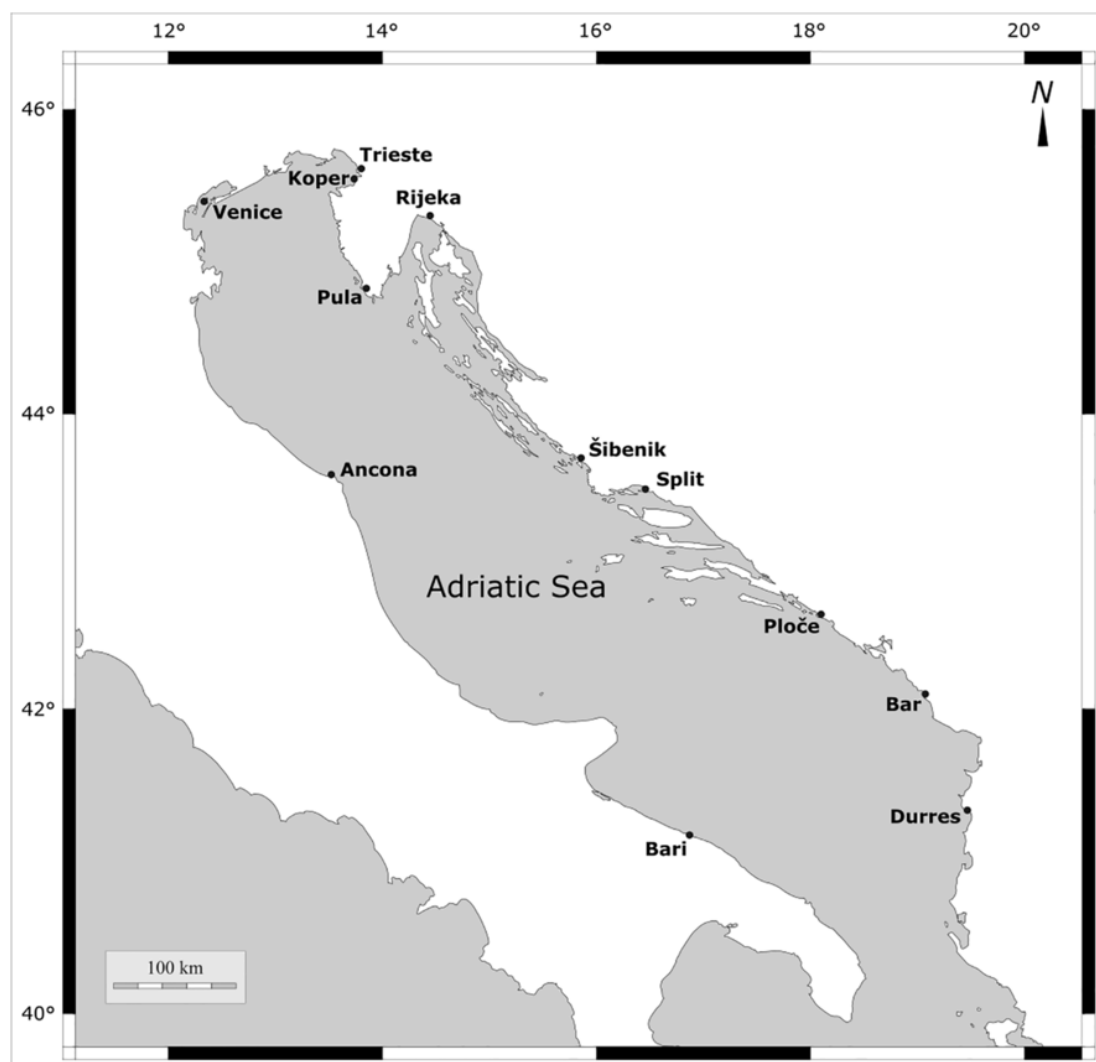 12° 14° 16° 18° 20°
46°
N
Trieste
Koper
Rijeka
Venice
Pula
44°
Šibenik
Ancona
Split
Adriatic Sea
Ploče
42°
Bar
Durres
Bari
100 km
40°